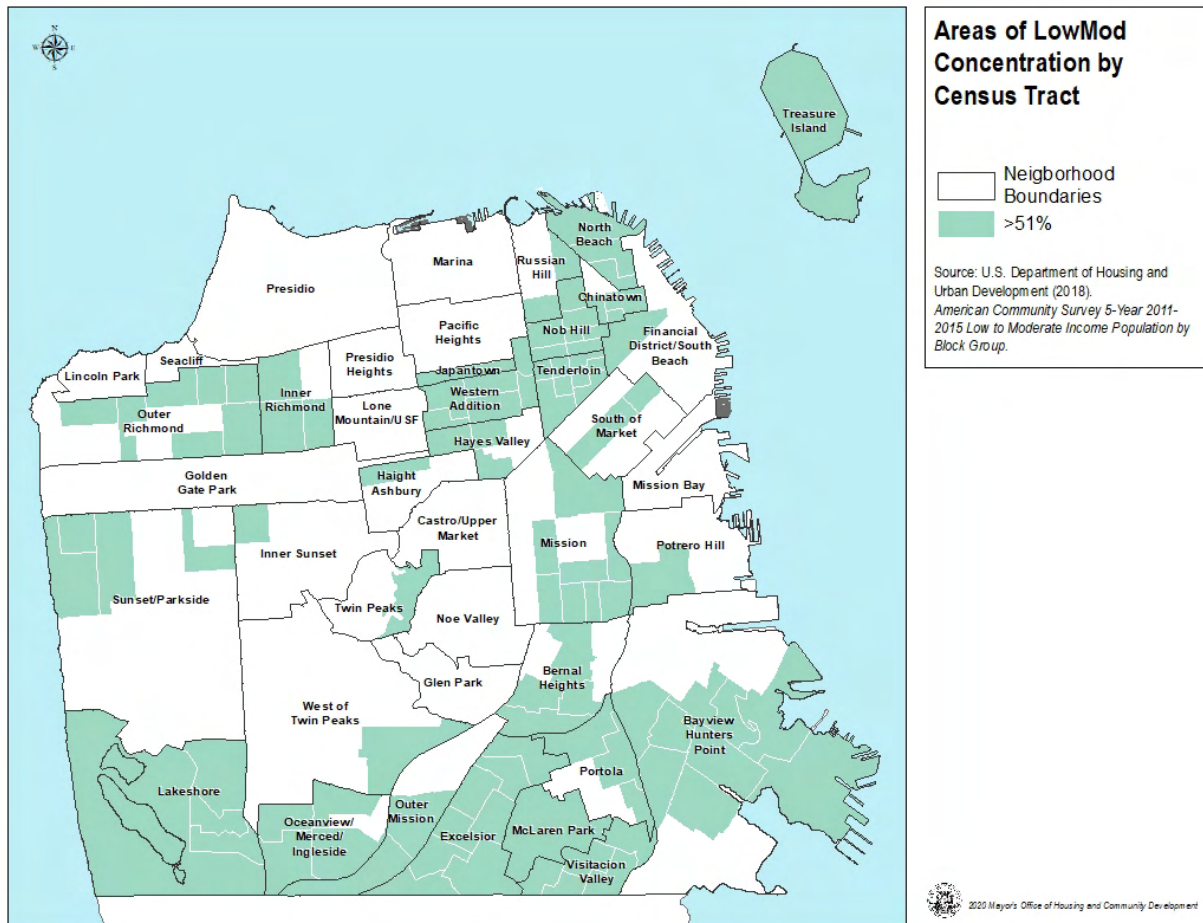 Areas of LowMod
Concentration by
Census Tract
Neigborhood
Boundaries
>51%
Source: U.S. Department of Housing and
Urban Development (2018).
American Community Survey 5-Year 2011-
2015 Low to Moderate Income Population by
Block Group.
N
W
E
S
Treasure
Island
North
Beach
Marina
Russian
Hill
Presidio
Chinatown
Pacific
Heights
Nob Hill
Financial
District/South
Beach
Seacliff
Presidio
Heights
Lincoln Park
Japantown
Tenderloin
Inner
Richmond
Western
Addition
Lone
Mountain/USF
Outer
Richmond
South of
Market
Hayes Valley
Golden
Gate Park
Haight
Ashbury
Mission Bay
Castro/Upper
Market
Mission
Potrero Hill
Inner Sunset
Sunset/Parkside
Twin Peaks
Noe Valley
Bernal
Heights
Glen Park
West of
Twin Peaks
Bayview
Hunters
Point
Portola
Lakeshore
Outer
Mission
Oceanview/
Merced/
Ingleside
McLaren Park
Excelsior
Visitacion
Valley
2020 Mayor's Office of Housing and Community Development